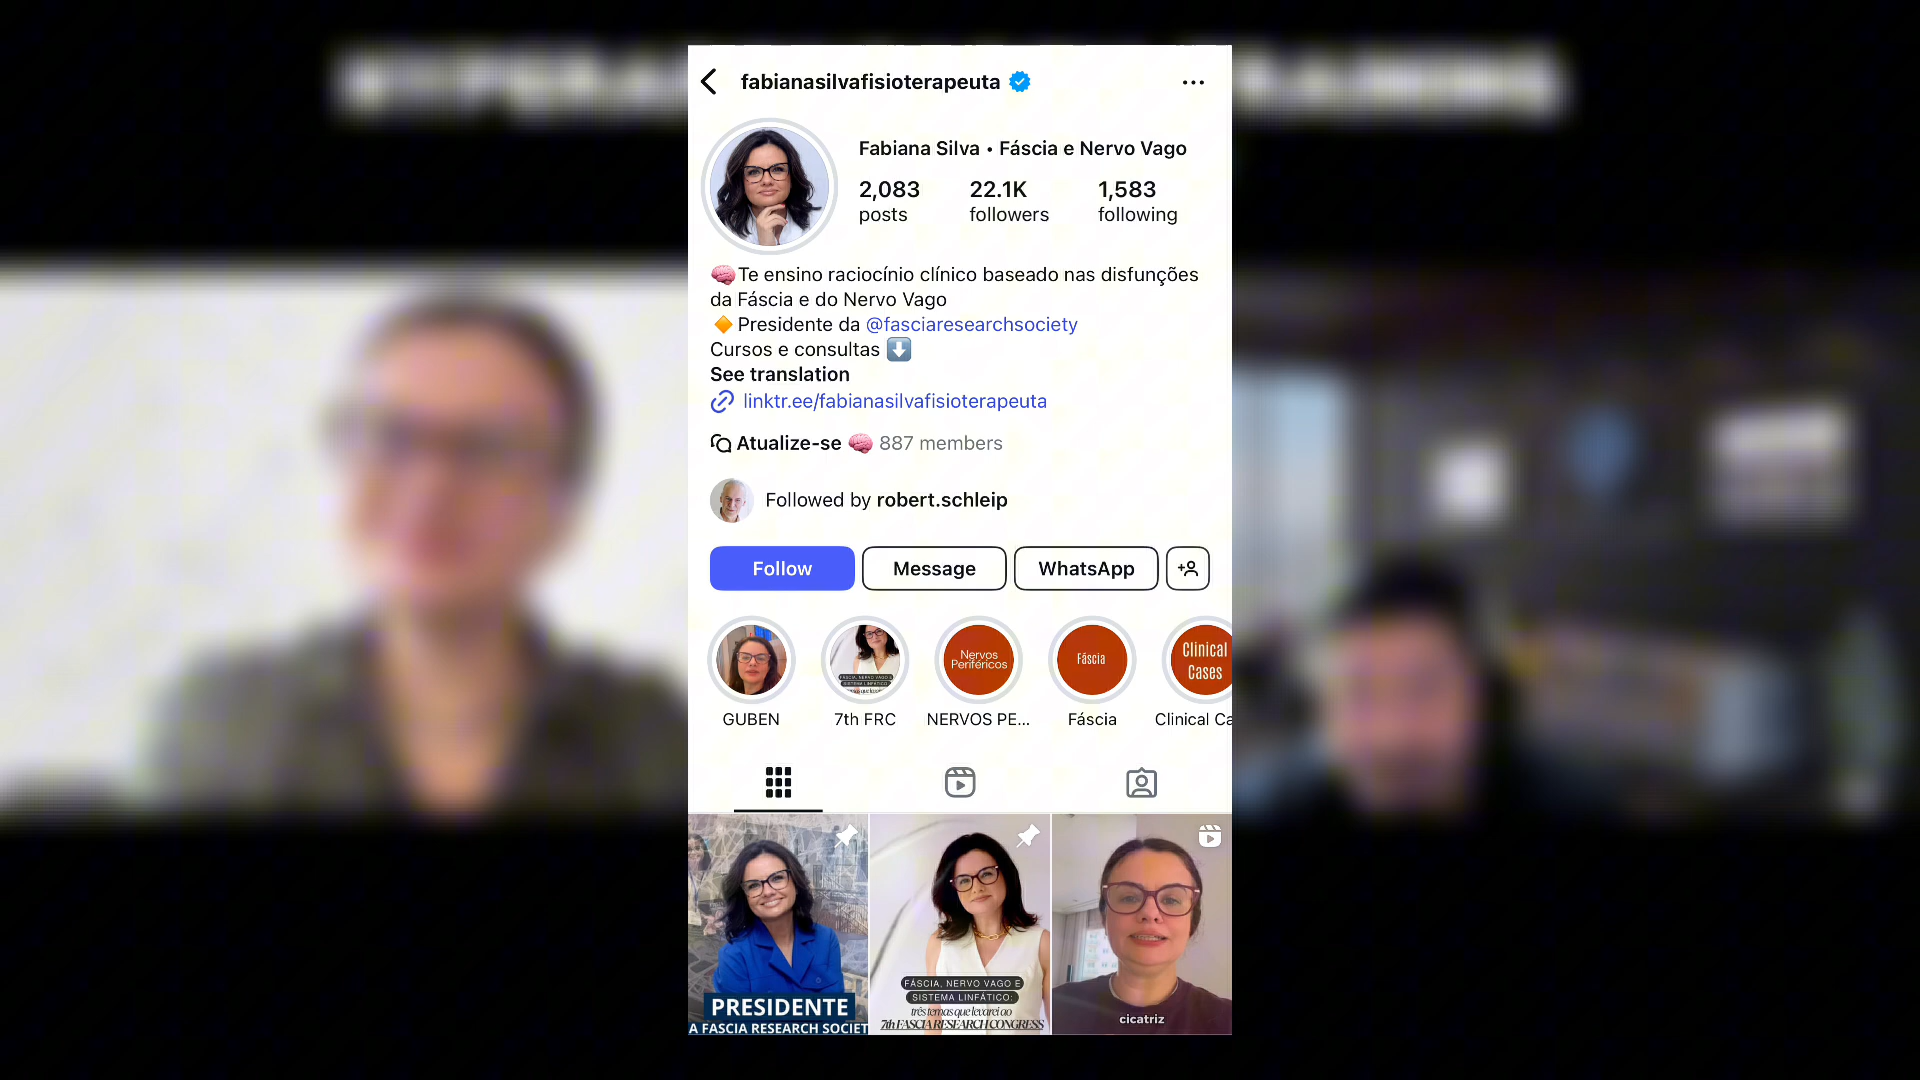 fabianasilvafisioterapeuta
Fabiana Silva • Fáscia e Nervo Vago
2,083 22.1K 1,583
posts followers following
🧠Te ensino raciocínio clínico baseado nas disfunções
da Fáscia e do Nervo Vago
🔸Presidente da @fasciaresearchsociety
Cursos e consultas ⬇️
See translation
linktr.ee/fabianasilvafisioterapeuta
Atualize-se 🧠 887 members
Followed by robert.schleip
Follow Message WhatsApp
Nervos
Periféricos
Fáscia
Clinical
Cases
GUBEN 7th FRC NERVOS PE... Fáscia Clinical Ca
PRESIDENTE
A FASCIA RESEARCH SOCIET
FÁSCIA, NERVO VAGO E
SISTEMA LINFÁTICO:
três temas que levarei ao
7th FASCIA RESEARCH CONGRESS
cicatriz